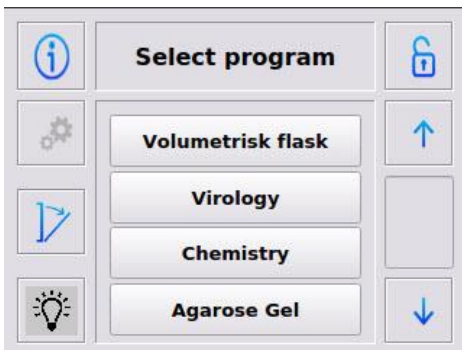 Select program
Volumetrisk flask
Virology
Chemistry
Agarose Gel